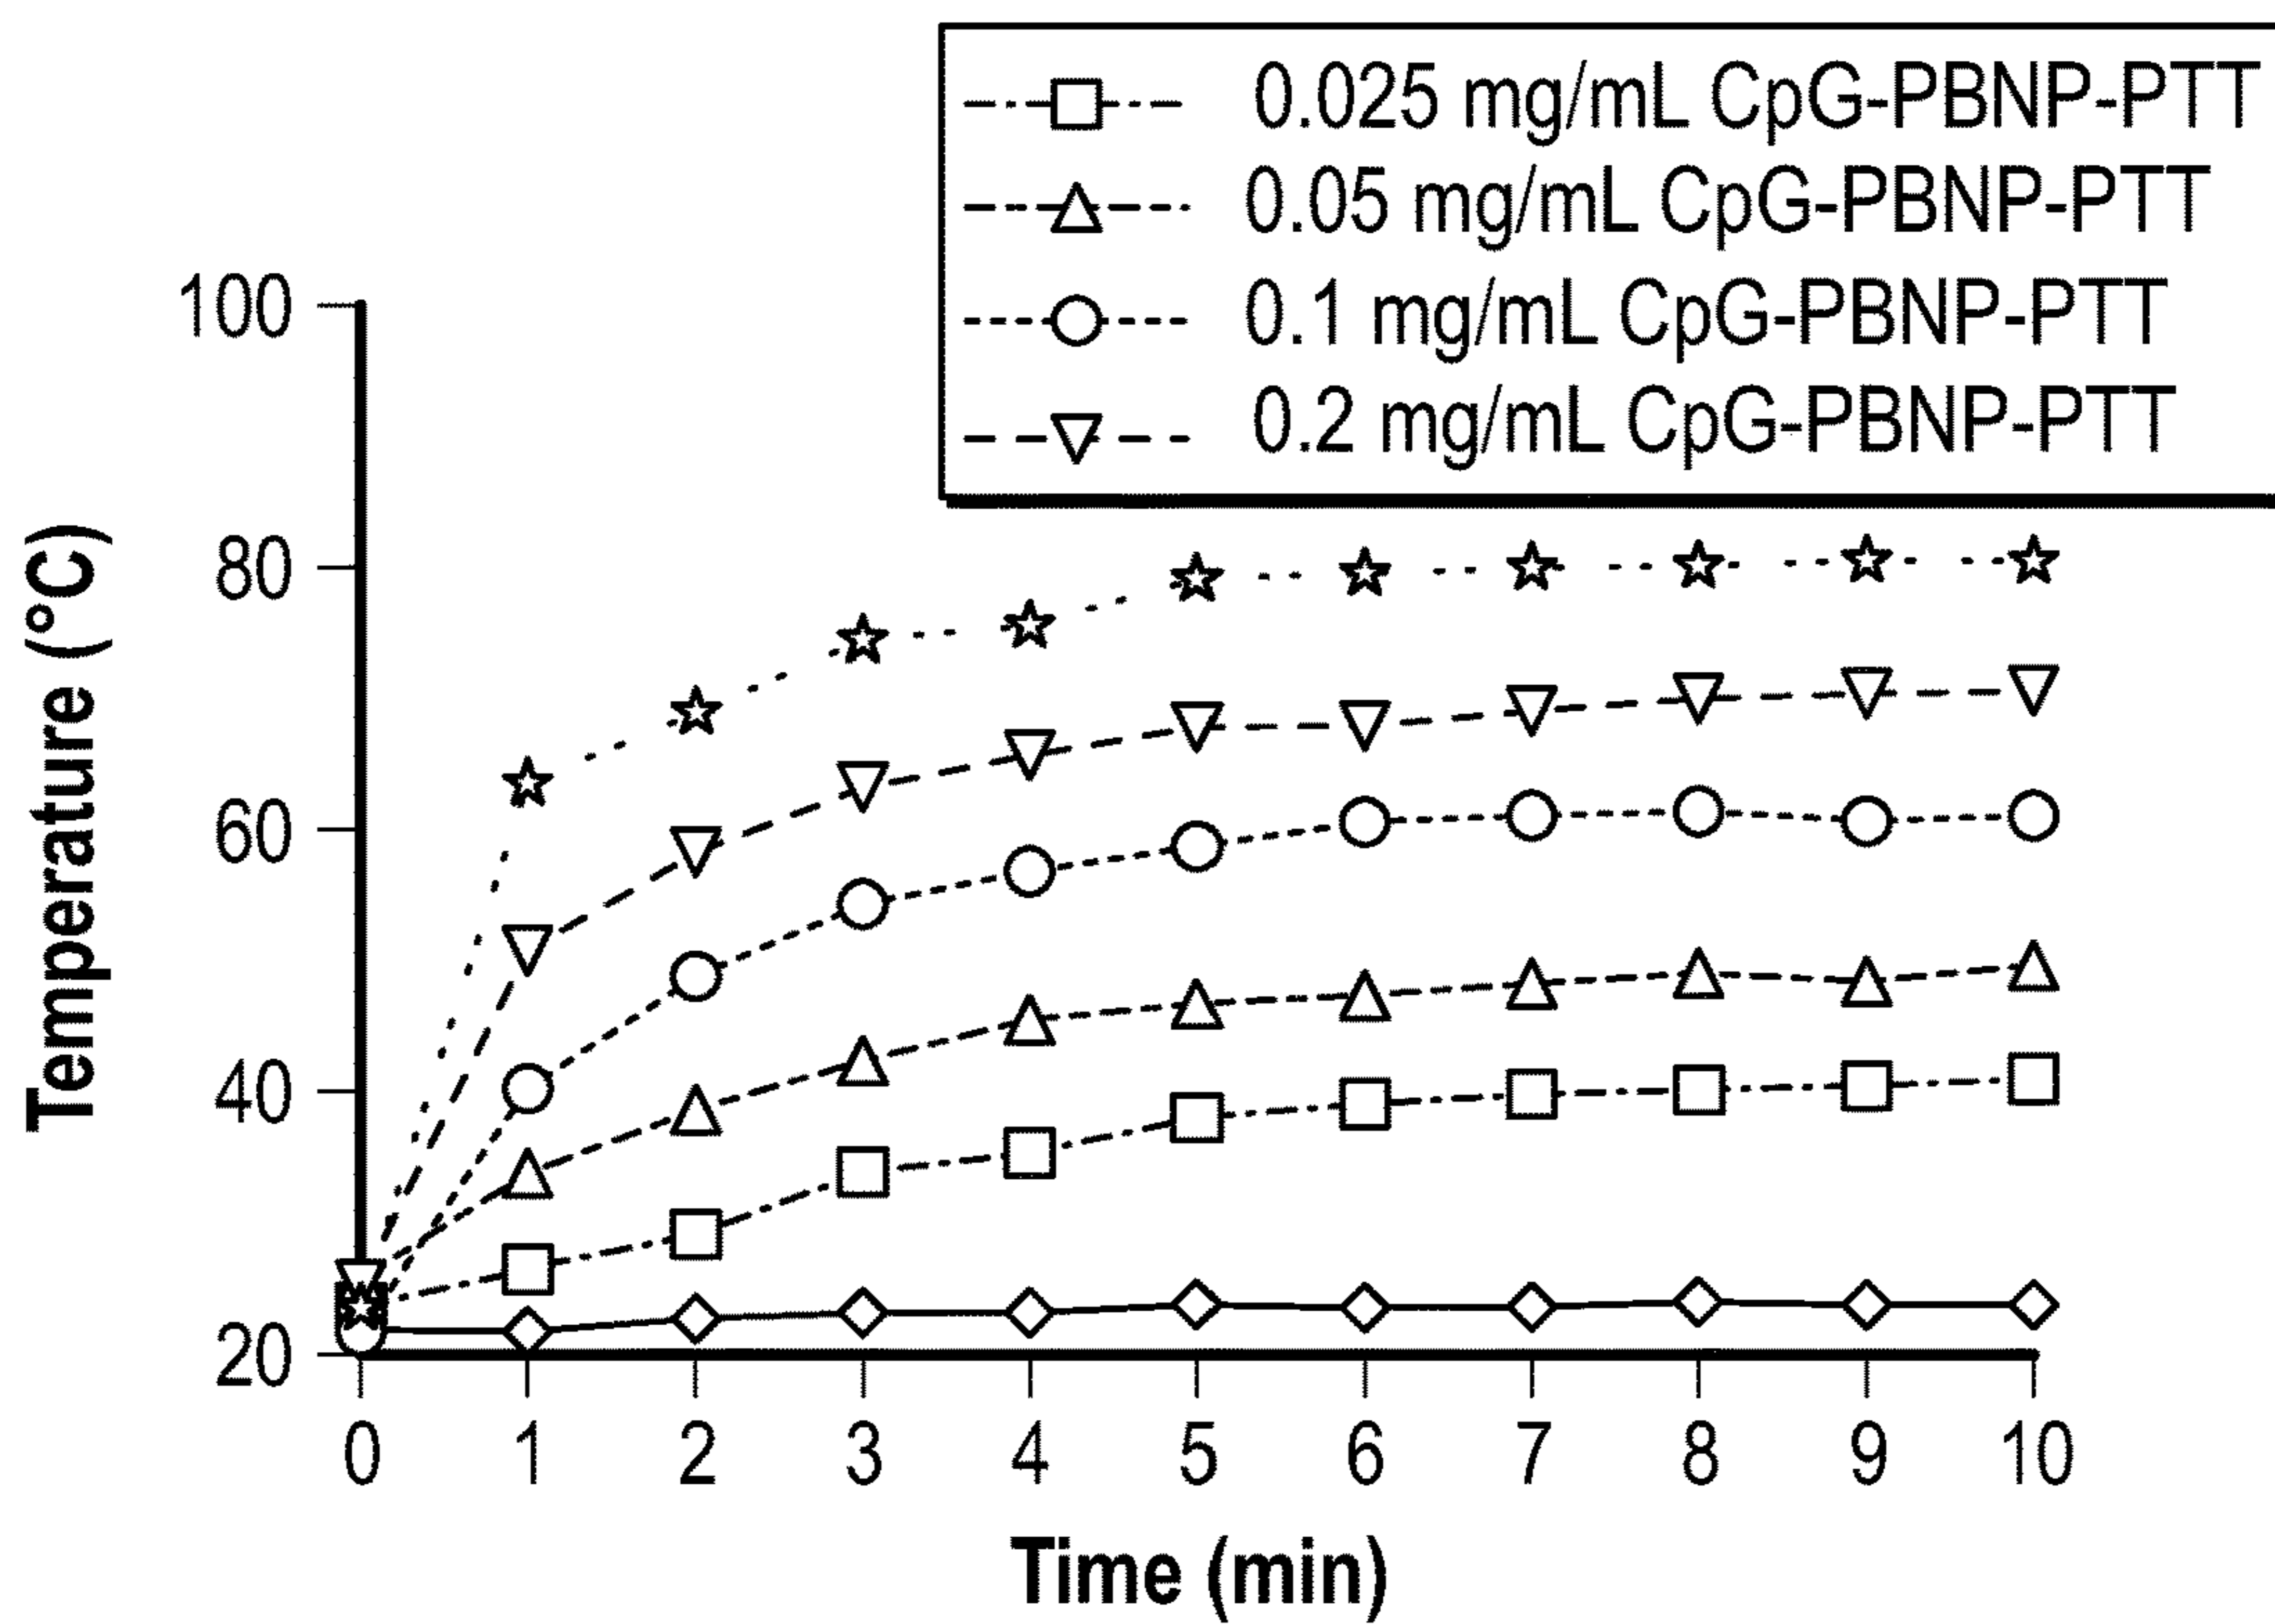 0.025 mg/mL CpG-PBNP-PTT
0.05 mg/mL CpG-PBNP-PTT
0.1 mg/mL CpG-PBNP-PTT
0.2 mg/mL CpG-PBNP-PTT
Temperature (°C)
100
80
60
40
20
0 1 2 3 4 5 6 7 8 9 10
Time (min)